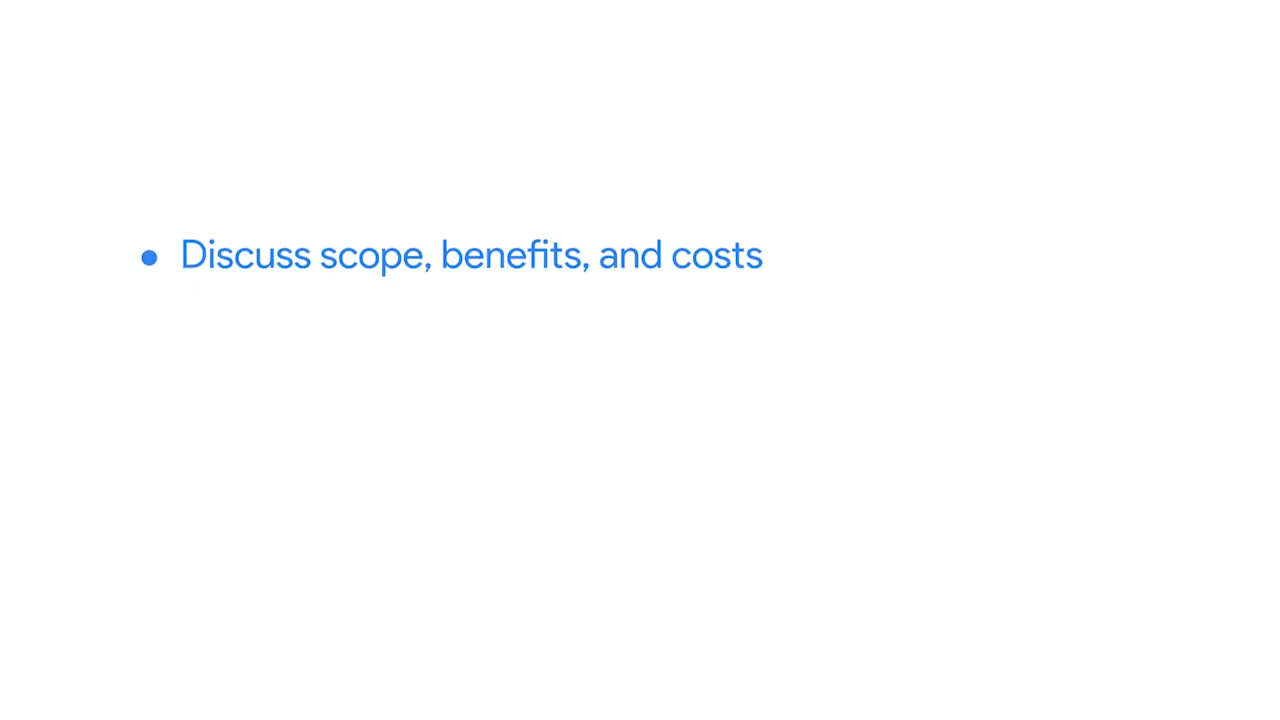 ● Discuss scope, benefits, and costs